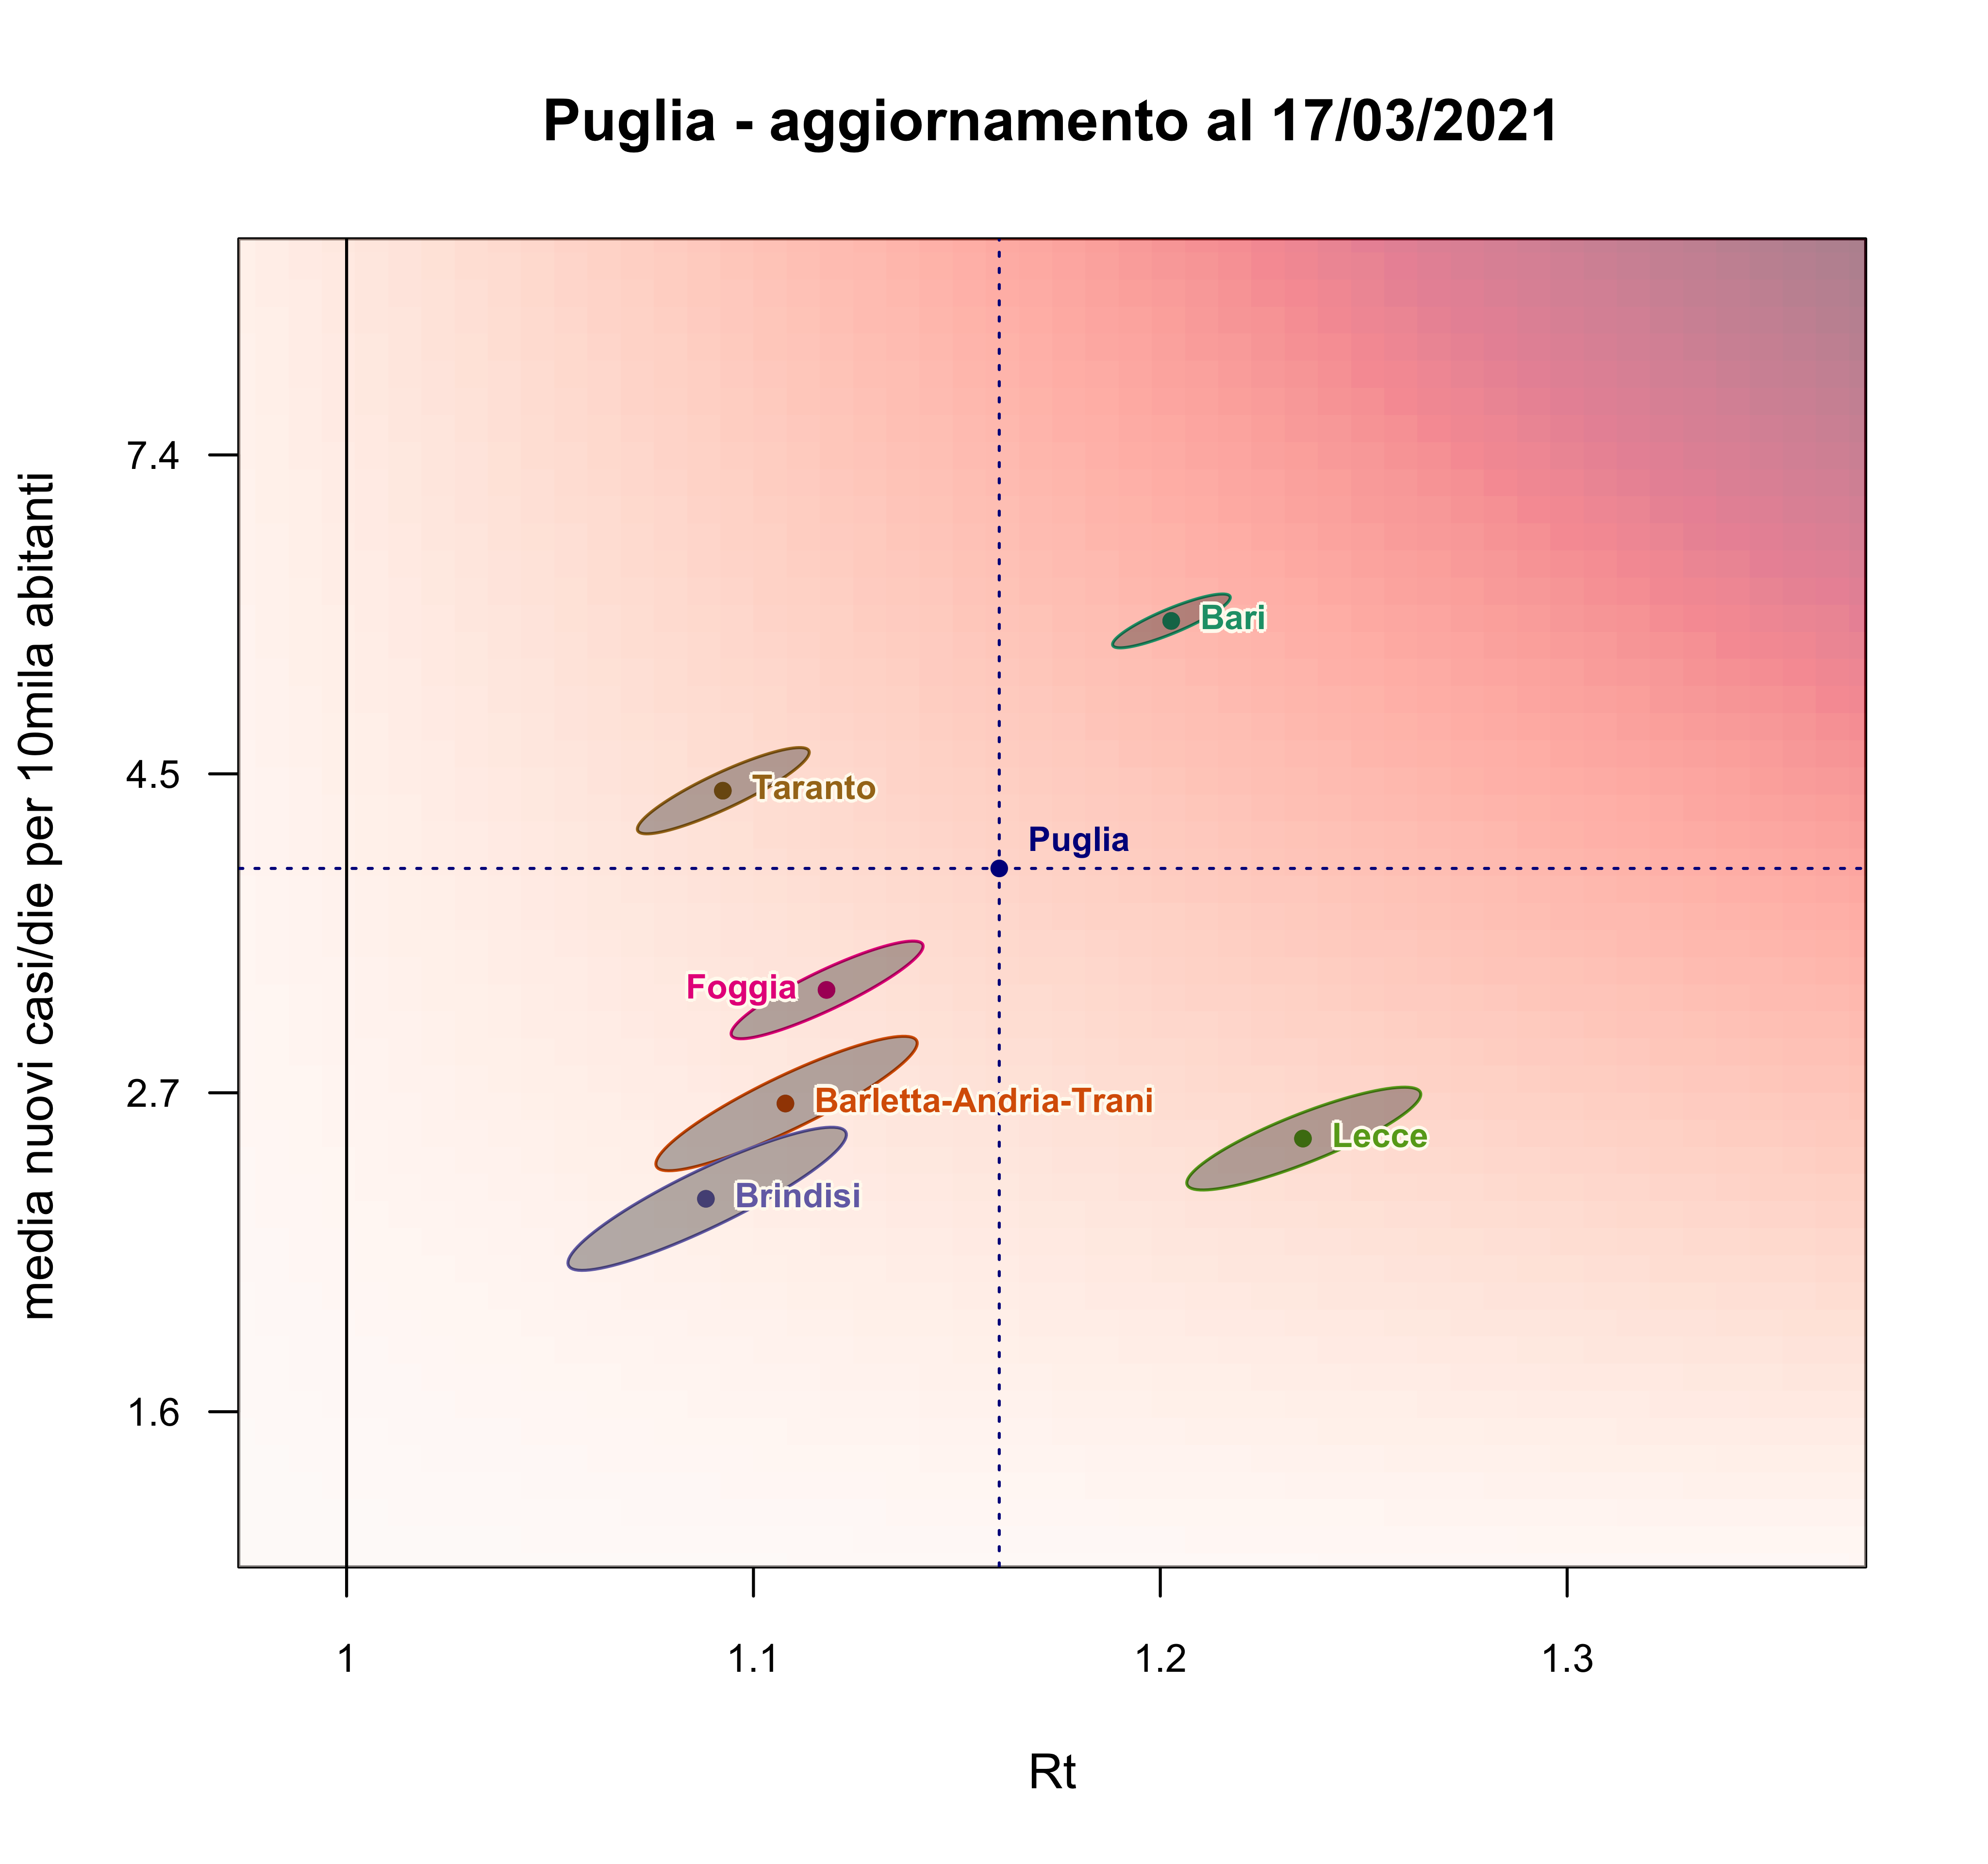 Puglia - aggiornamento al 17/03/2021
media nuovi casi/die per 10mila abitanti
7.4
4.5
2.7
1.6
Bari
Taranto
Puglia
Foggia
Barletta-Andria-Trani
Lecce
Brindisi
1
1.1
1.2
1.3
Rt